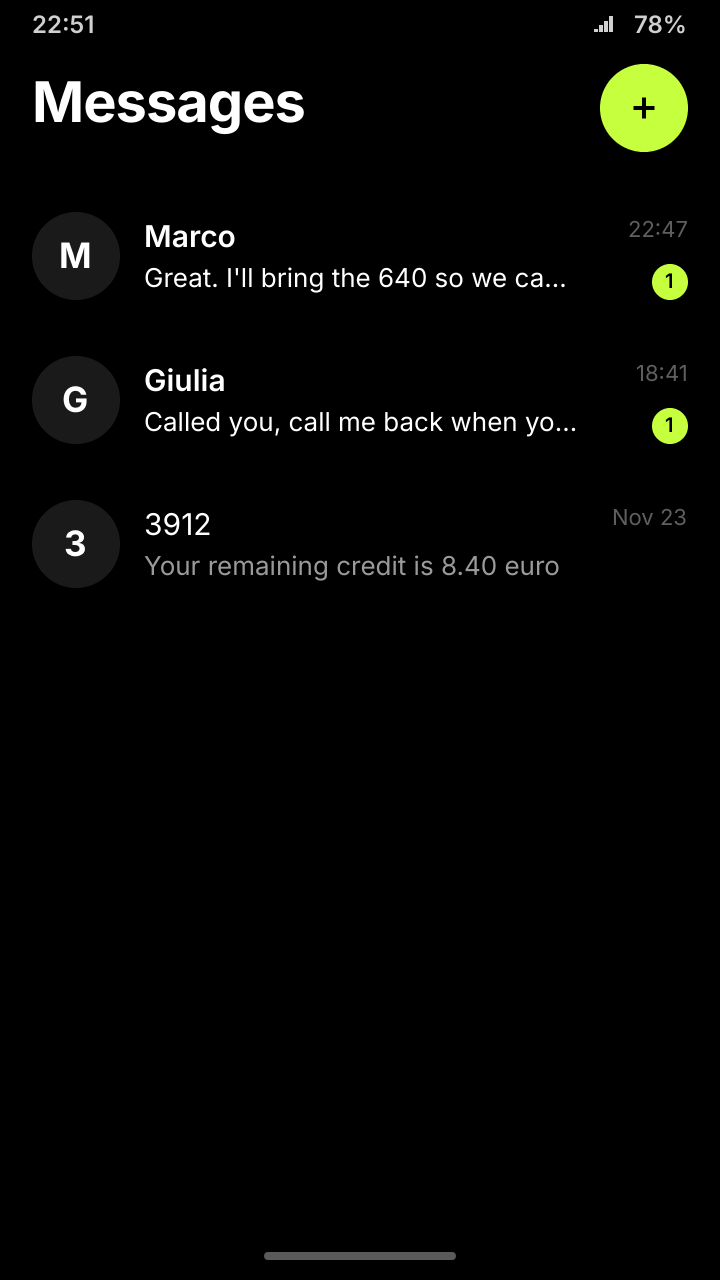 22:51
78%
Messages
+
M
Marco
22:47
Great. I'll bring the 640 so we ca...
1
G
Giulia
18:41
Called you, call me back when yo...
1
3
3912
Nov 23
Your remaining credit is 8.40 euro